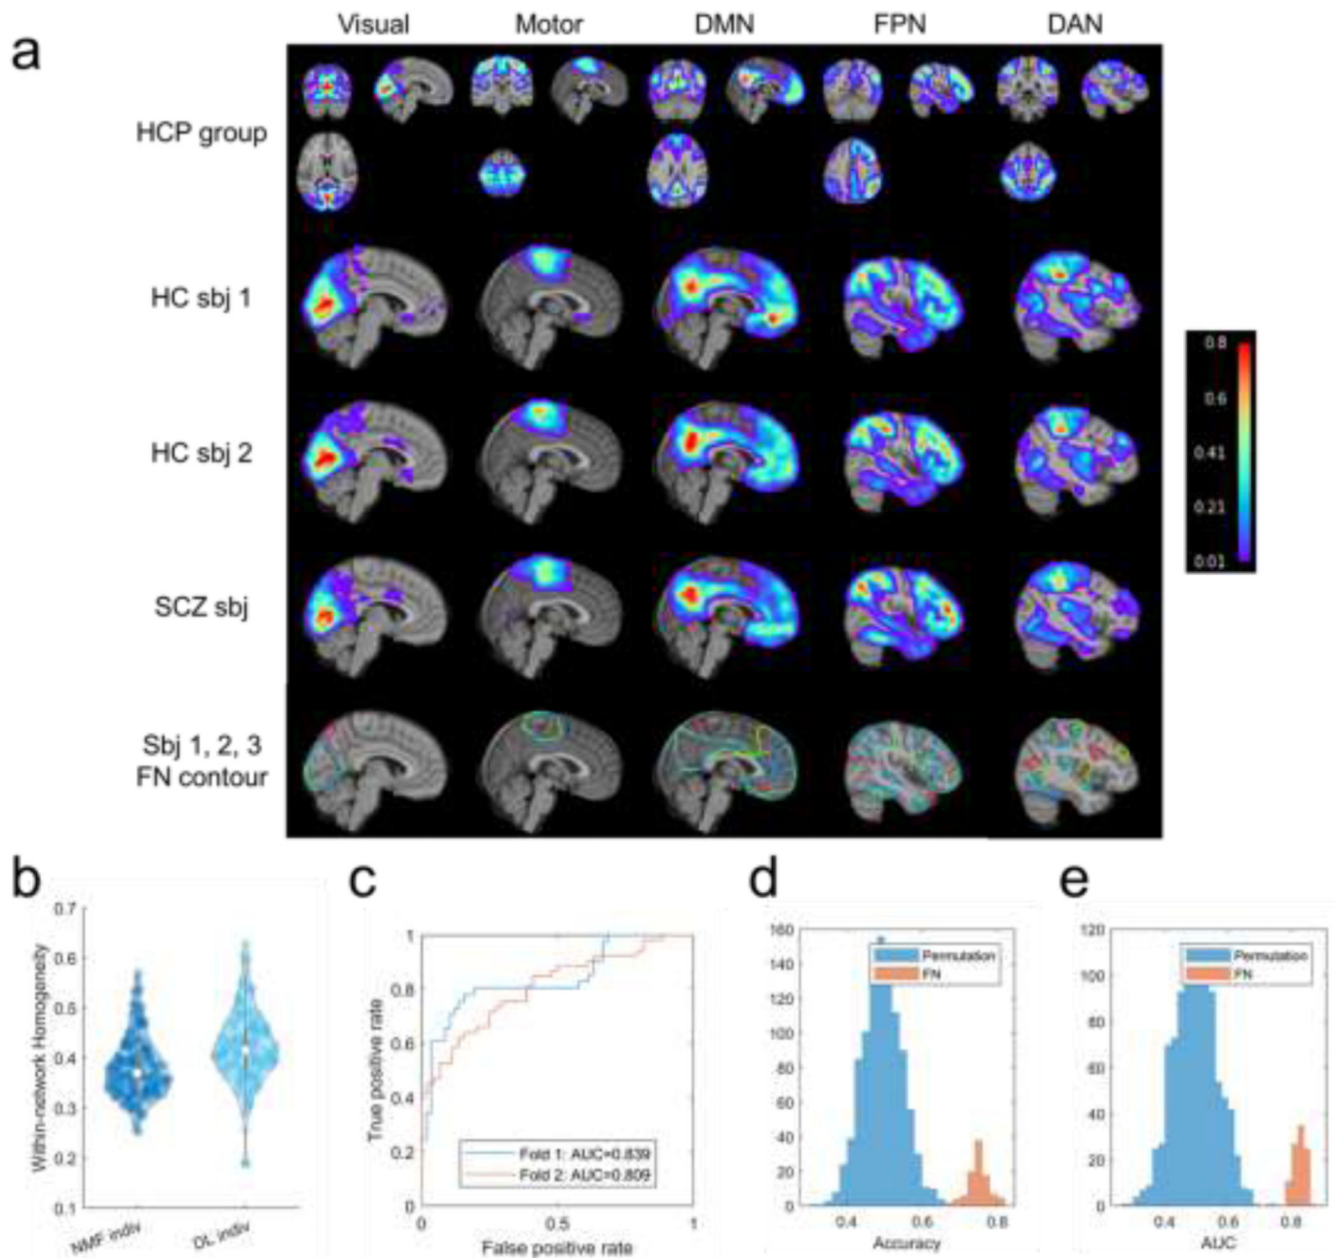 a
Visual Motor DMN FPN DAN
HCP group
HC sbj 1
HC sbj 2
SCZ sbj
Sbj 1, 2, 3
FN contour
0.8
0.6
0.41
0.21
0.01
b
Within-network Homogeneity
0.7
0.6
0.5
0.4
0.3
0.2
0.1
NMF indiv
DL indiv
c
True positive rate
1
0.8
0.6
0.4
0.2
0
0 0.5 1
False positive rate
Fold 1: AUC=0.839
Fold 2: AUC=0.809
d
160
140
120
100
80
60
40
20
0
0.4 0.6 0.8
Accuracy
Permutation
FN
e
120
100
80
60
40
20
0
0.4 0.6 0.8
AUC
Permutation
FN